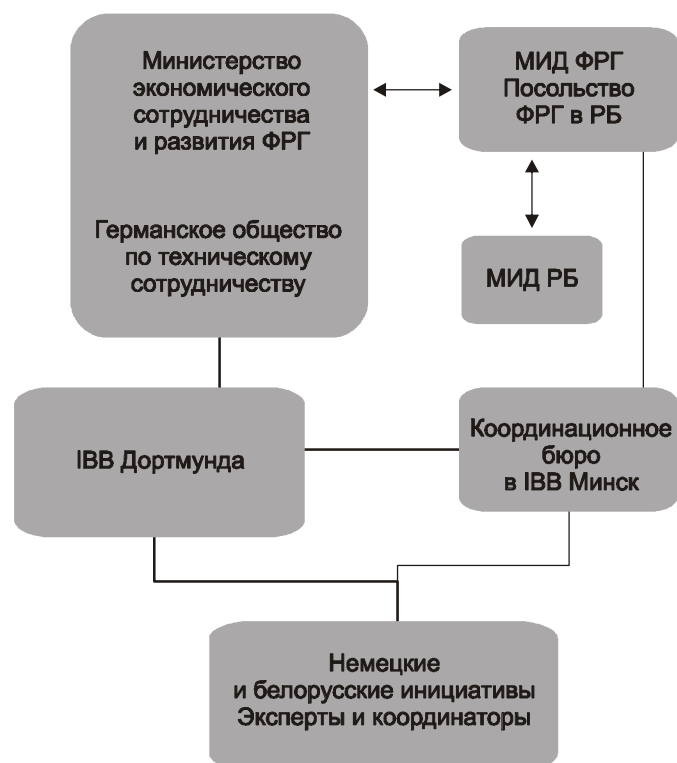 Министерство
экономического
сотрудничества
и развития ФРГ
Германское общество
по техническому
сотрудничеству
МИД ФРГ
Посольство
ФРГ в РБ
МИД РБ
IBB Дортмунда
Координационное
бюро
в IBB Минск
Немецкие
и белорусские инициативы
Эксперты и координаторы